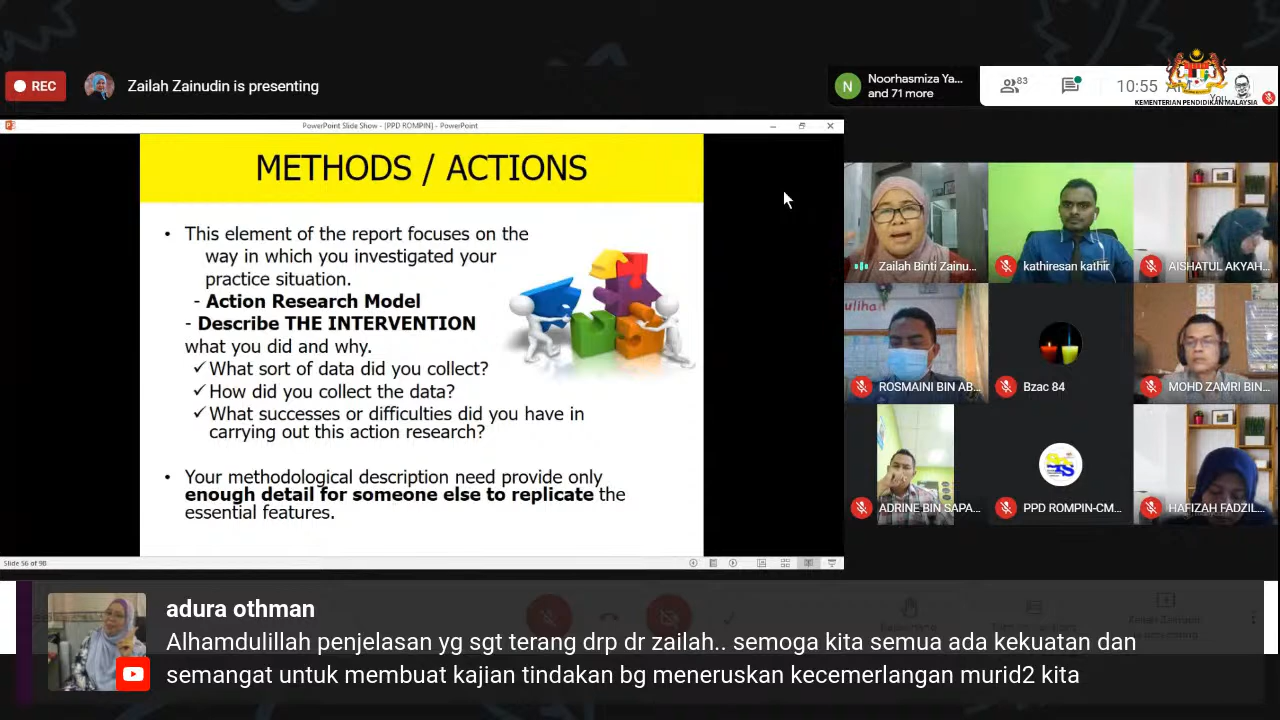 REC
Zailah Zainudin is presenting
N
Noorhasmiza Ya...
and 71 more
83
10:55 AM
You
KEMENTERIAN PENDIDIKAN MALAYSIA
PowerPoint Slide Show - [PPD ROMPIN] - PowerPoint
METHODS / ACTIONS
• This element of the report focuses on the
way in which you investigated your
practice situation.
- Action Research Model
- Describe THE INTERVENTION
what you did and why.
✓ What sort of data did you collect?
✓ How did you collect the data?
✓ What successes or difficulties did you have in
carrying out this action research?
• Your methodological description need provide only
enough detail for someone else to replicate the
essential features.
Slide 56 of 98
Zailah Binti Zainu...
kathiresan kathir
AISHATUL AKYAH...
ROSMAINI BIN AB...
Bzac 84
MOHD ZAMRI BIN...
ADRINE BIN SAPA...
PPD ROMPIN-CM...
HAFIZAH FADZIL...
adura othman
Alhamdulillah penjelasan yg sgt terang drp dr zailah.. semoga kita semua ada kekuatan dan
semangat untuk membuat kajian tindakan bg meneruskan kecemerlangan murid2 kita